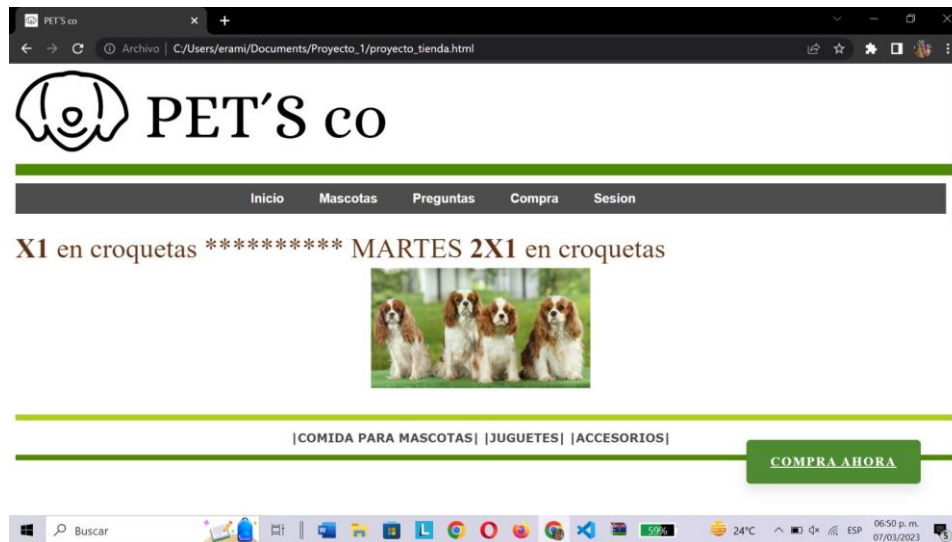 PET'S co
Archivo | C:/Users/erami/Documents/Proyecto_1/proyecto_tienda.html
PET´S co
Inicio Mascotas Preguntas Compra Sesion
X1 en croquetas ********** MARTES 2X1 en croquetas
|COMIDA PARA MASCOTAS| |JUGUETES| |ACCESORIOS|
COMPRA AHORA
Buscar 59% 24°C ESP 06:50 p. m.
07/03/2023